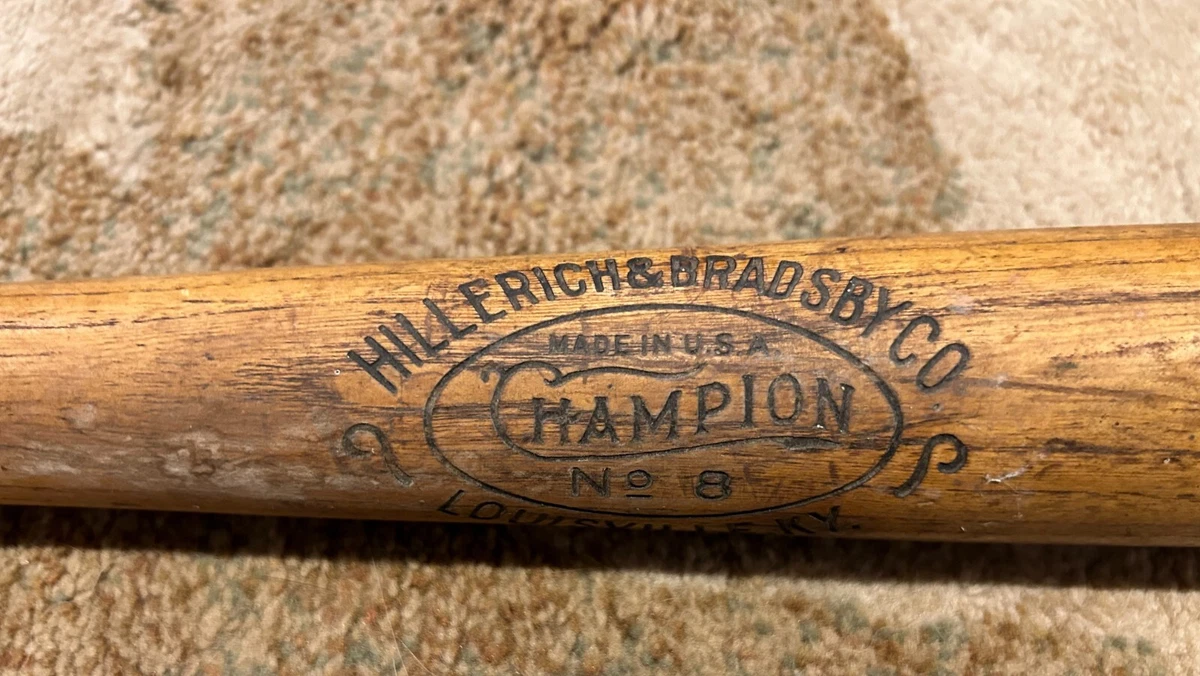 HILLERICH & BRADSBY CO
MADE IN U.S.A
CHAMPION
No 8
LOUISVILLE, KY.